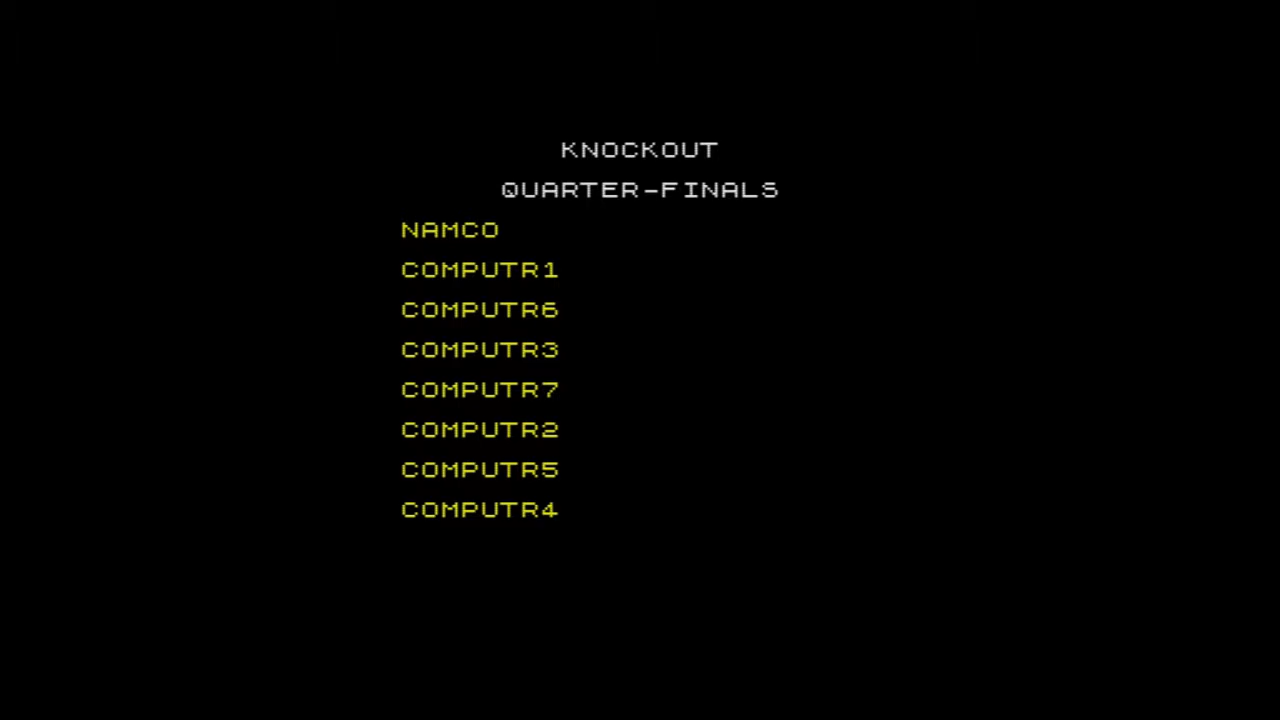 KNOCKOUT
QUARTER-FINALS
NAMCO
COMPUTR1
COMPUTR6
COMPUTR3
COMPUTR7
COMPUTR2
COMPUTR5
COMPUTR4